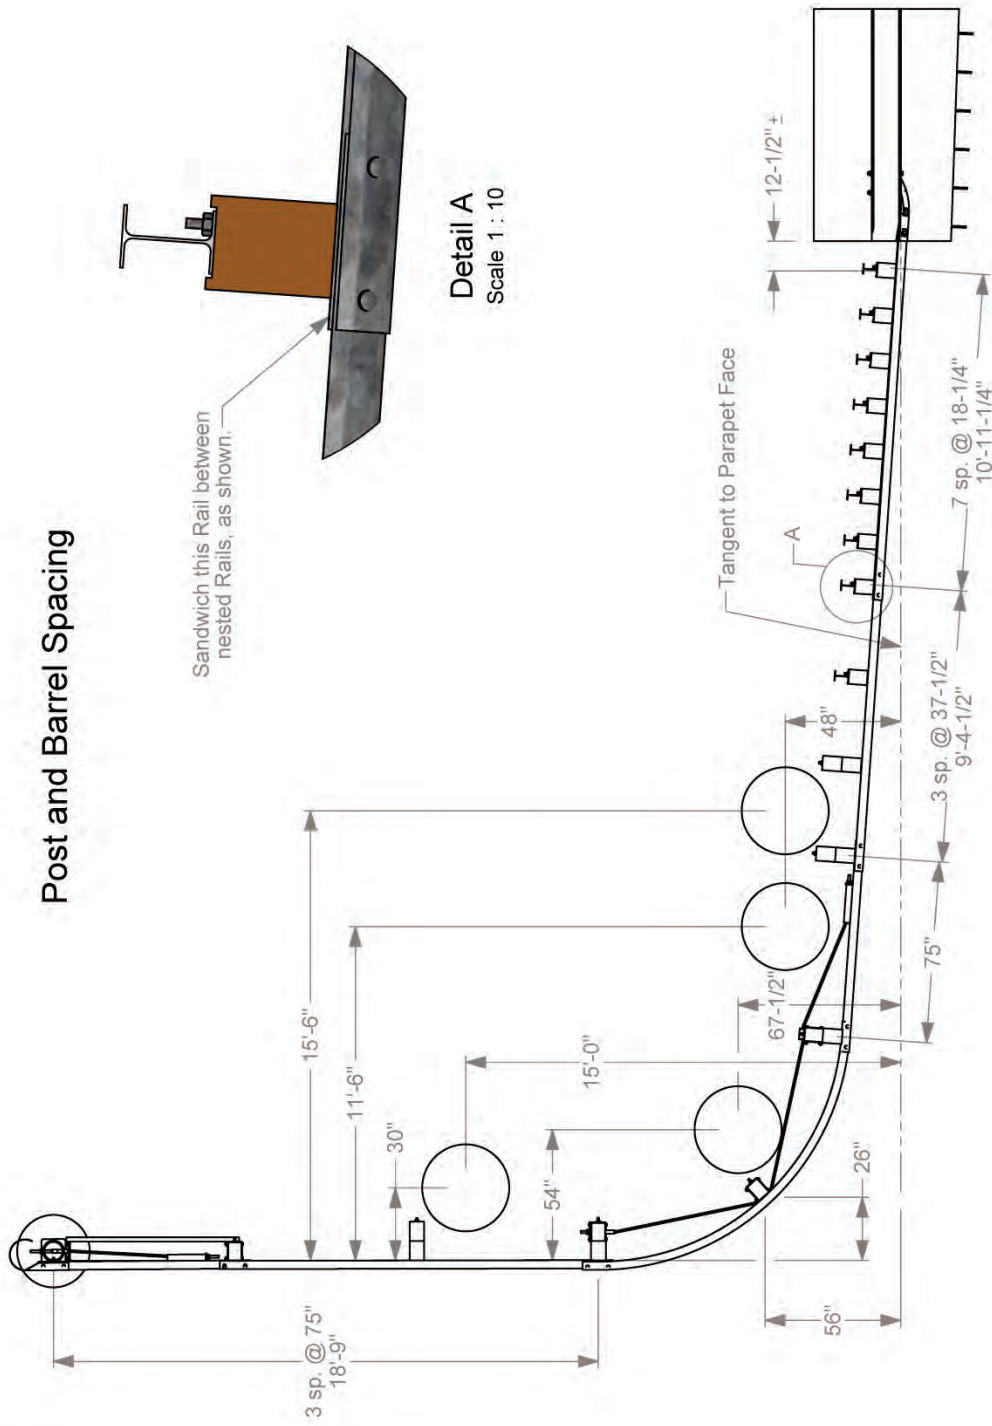 Post and Barrel Spacing
Sandwich this Rail between
nested Rails, as shown.
Detail A
Scale 1 : 10
12-1/2" ±
Tangent to Parapet Face
A
7 sp. @ 18-1/4"
10'-11-1/4"
48"
3 sp. @ 37-1/2"
9'-4-1/2"
15'-6"
11'-6"
67-1/2"
75"
15'-0"
30"
54"
26"
3 sp. @ 75"
18'-9"
56"